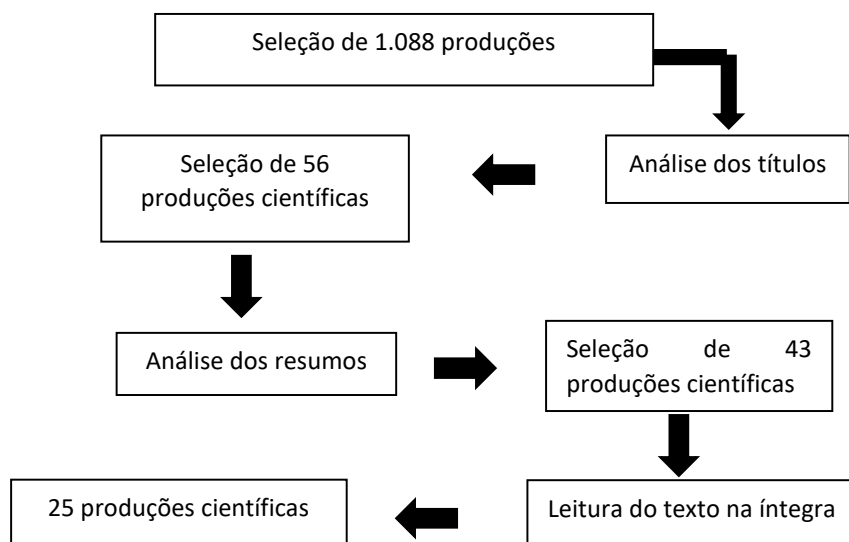 Seleção de 1.088 produções
Análise dos títulos
Seleção de 56
produções científicas
Análise dos resumos
Seleção de 43
produções científicas
Leitura do texto na íntegra
25 produções científicas